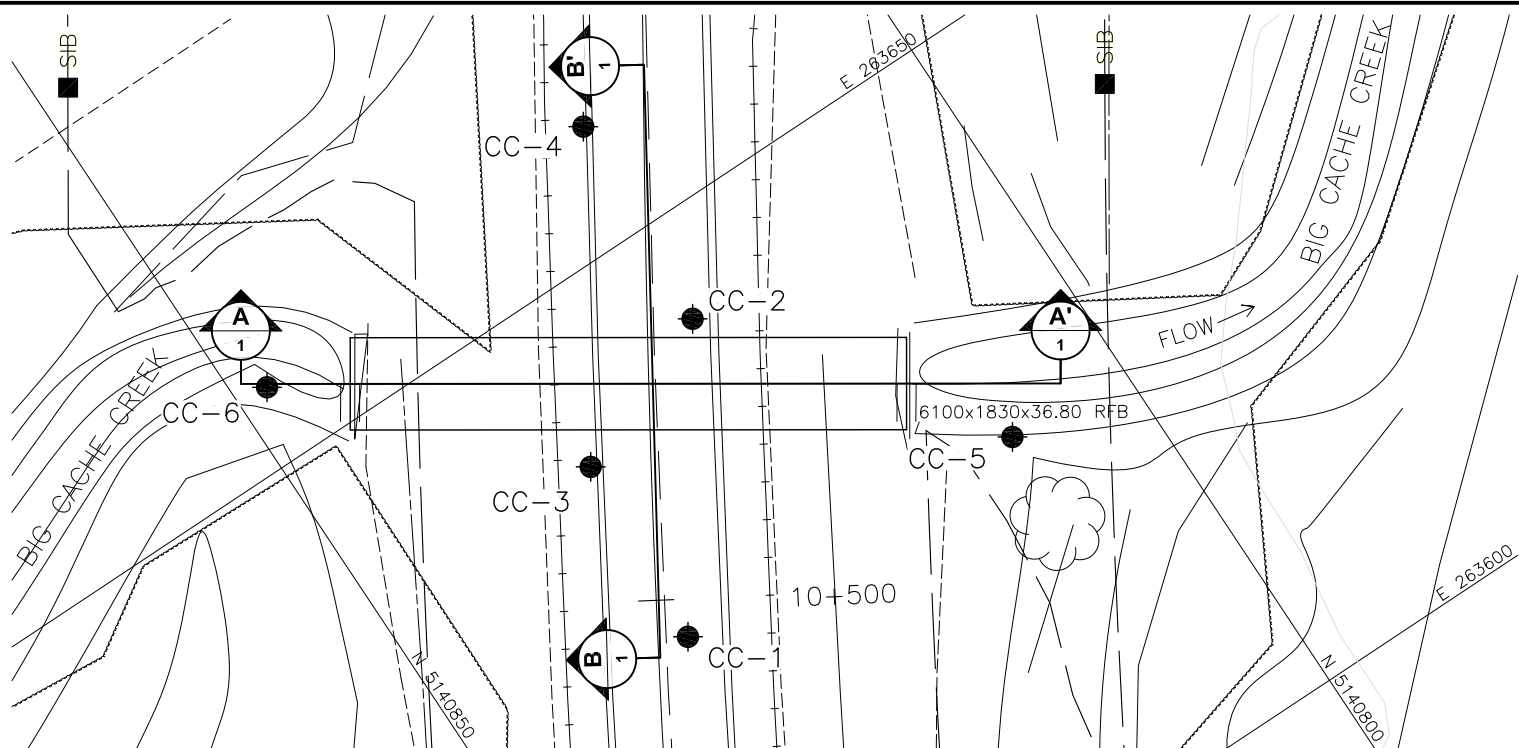 SIB
SIB
E 263650
B'
1
CC-4
BIG CACHE CREEK
CC-2
A
1
A'
1
FLOW
CC-6
6100x1830x36.80 RFB
CC-5
BIG CACHE CREEK
CC-3
10+500
E 263600
B
1
CC-1
N 5140850
N 5140800